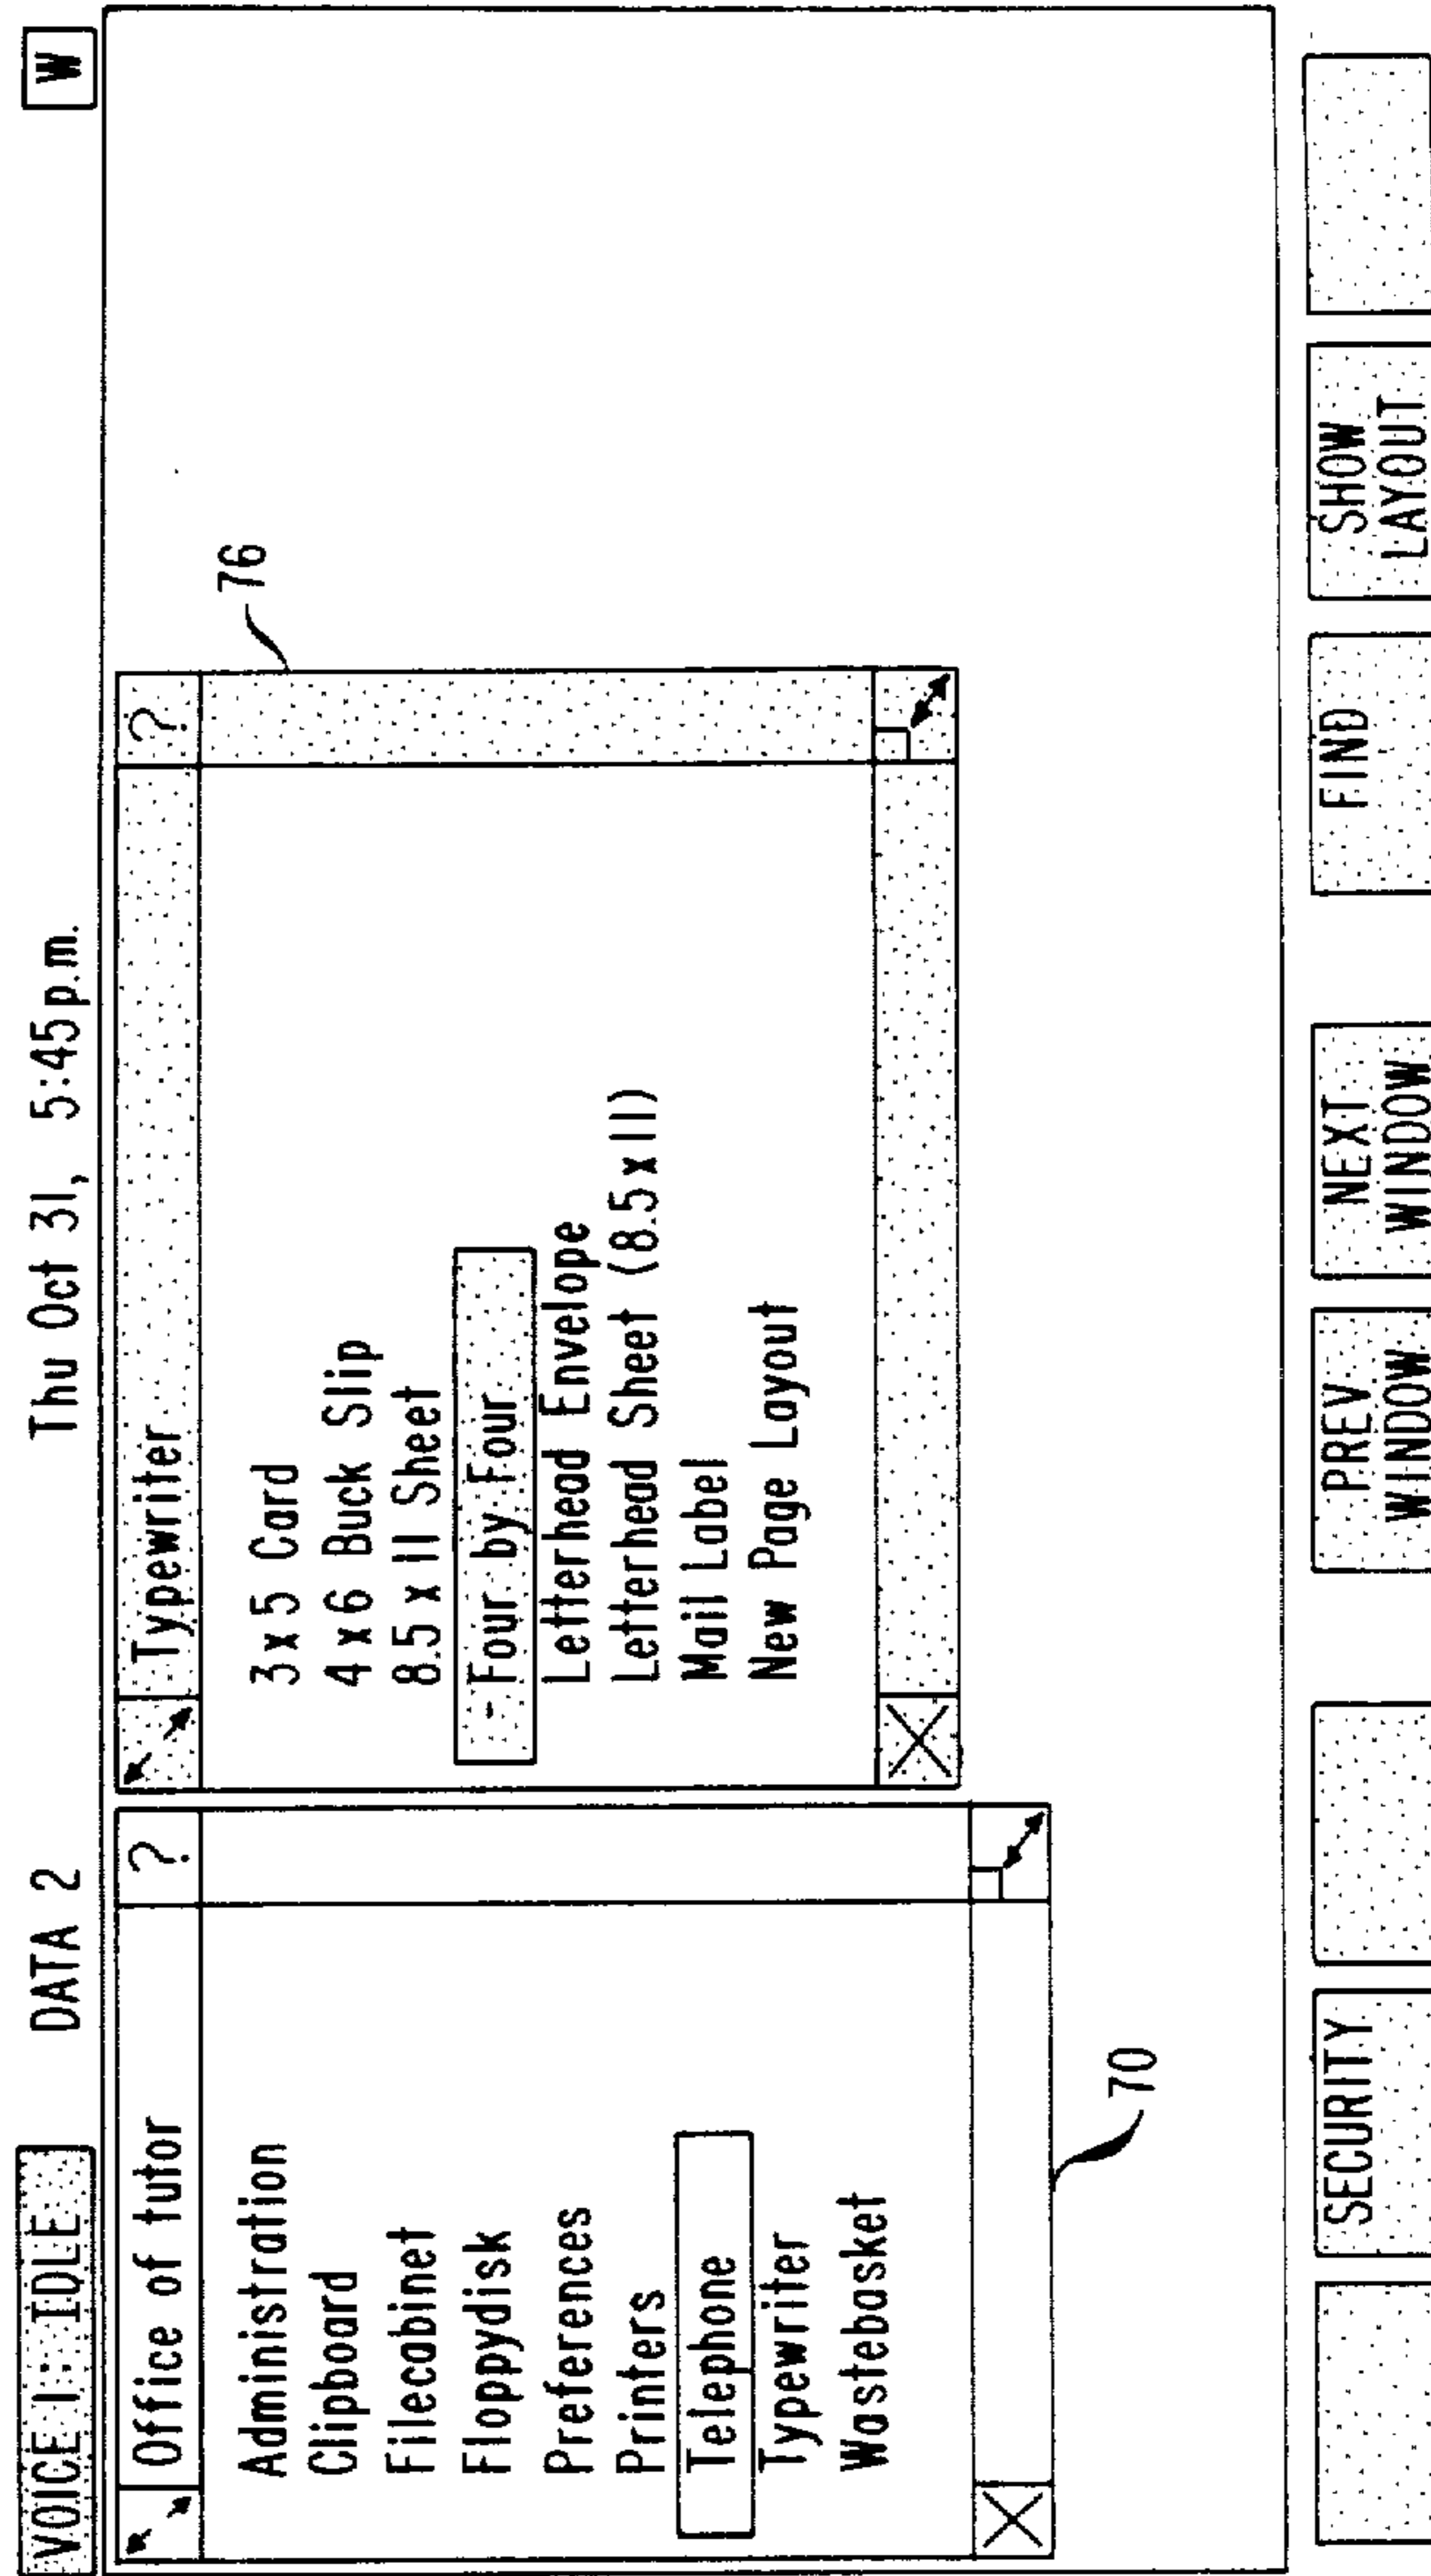 VOICE 1: IDLE DATA 2 Thu Oct 31, 5:45 p.m. W
Office of tutor ?
Administration
Clipboard
Filecabinet
Floppydisk
Preferences
Printers
Telephone
Typewriter
Wastebasket
70
Typewriter ?
3 x 5 Card
4 x 6 Buck Slip
8.5 x 11 Sheet
- Four by Four
Letterhead Envelope
Letterhead Sheet (8.5 x 11)
Mail Label
New Page Layout
76
SECURITY
PREV
WINDOW
NEXT
WINDOW
FIND
SHOW
LAYOUT